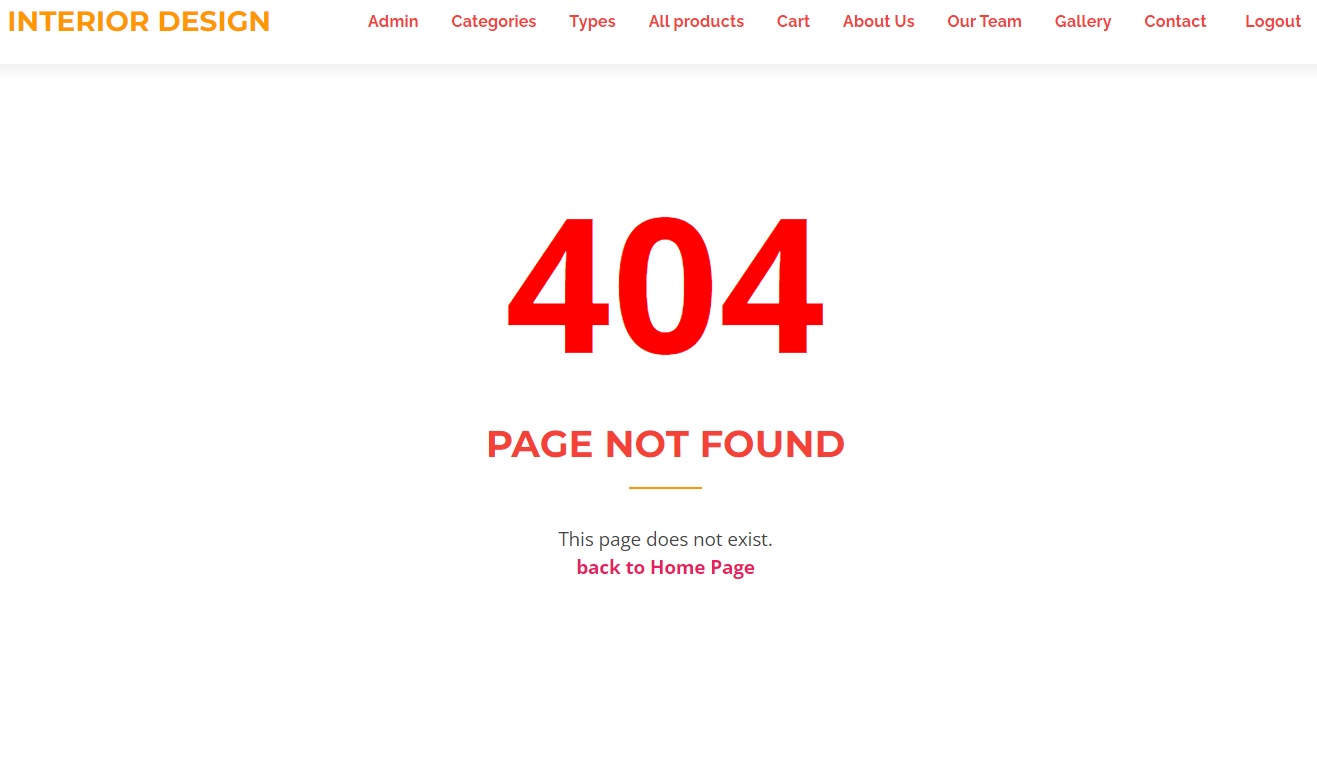 INTERIOR DESIGN Admin Categories Types All products Cart About Us Our Team Gallery Contact Logout
404
PAGE NOT FOUND
This page does not exist.
back to Home Page